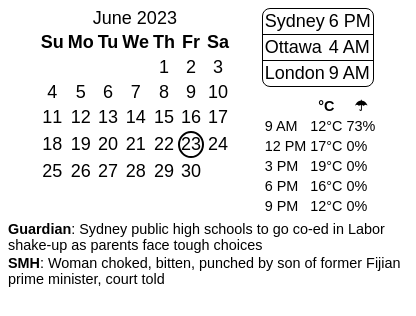 June 2023
Su Mo Tu We Th Fr Sa
1 2 3
4 5 6 7 8 9 10
11 12 13 14 15 16 17
18 19 20 21 22 23 24
25 26 27 28 29 30
Sydney 6 PM
Ottawa 4 AM
London 9 AM
°C ☂
9 AM 12°C 73%
12 PM 17°C 0%
3 PM 19°C 0%
6 PM 16°C 0%
9 PM 12°C 0%
Guardian: Sydney public high schools to go co-ed in Labor
shake-up as parents face tough choices
SMH: Woman choked, bitten, punched by son of former Fijian
prime minister, court told